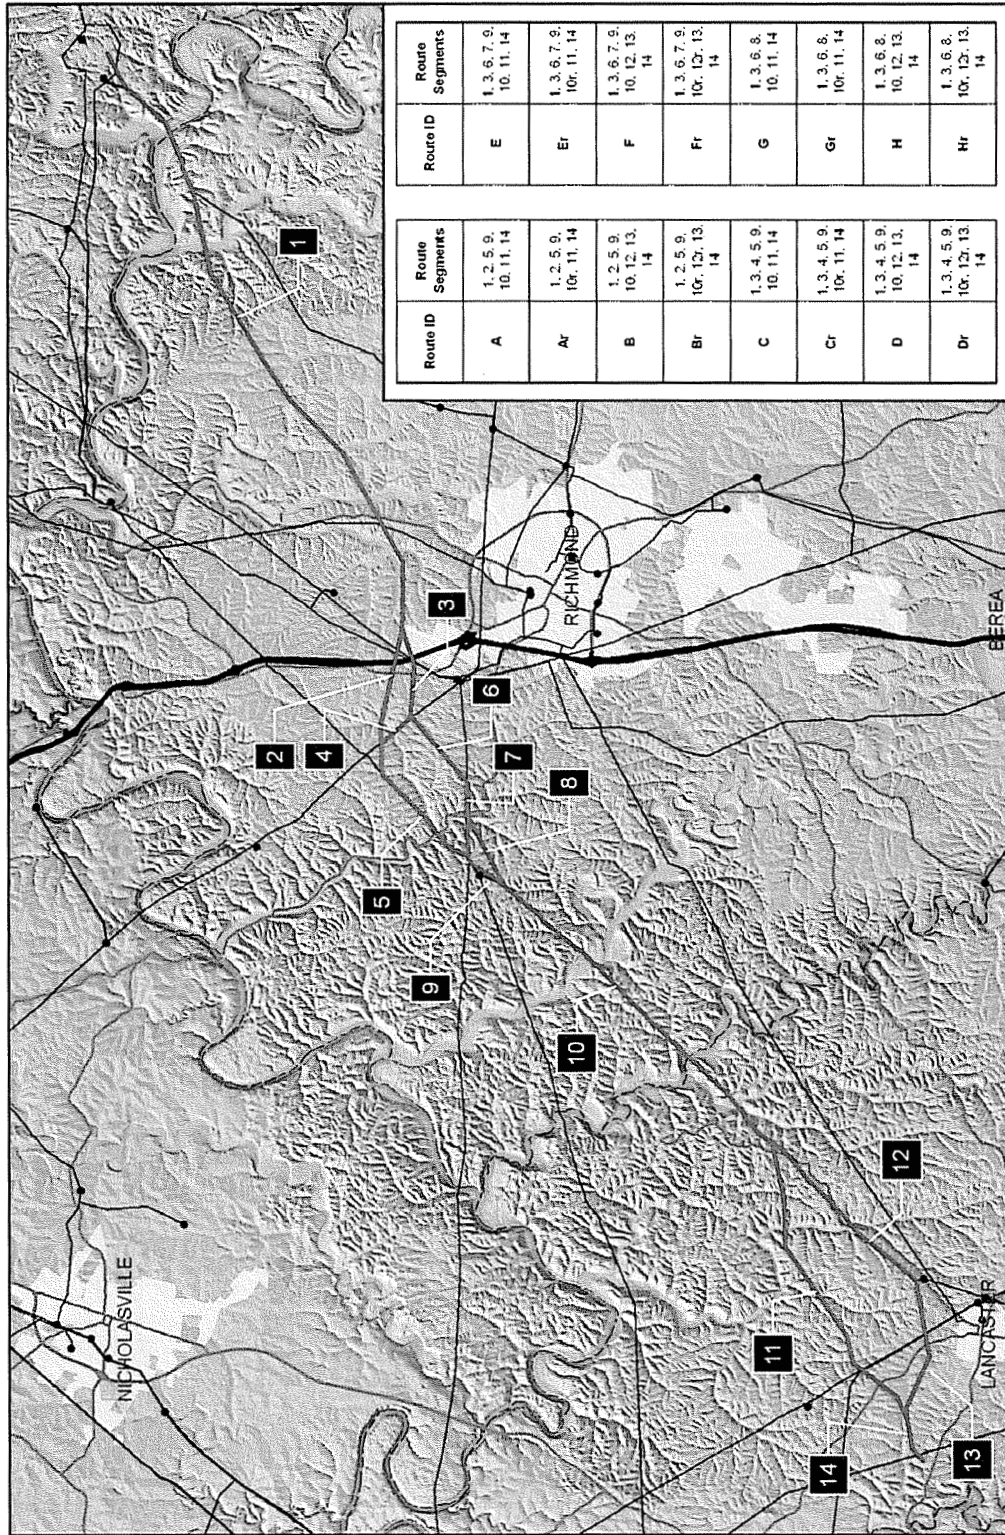 NICHOLASVILLE
2
1
4
5
9
3
6
7
8
10
RICHMOND
11
14
12
13
LANCASTER
BEREA
Route ID
Route
Segments
A
1, 2, 5, 9,
10, 11, 14
Ar
1, 2, 5, 9,
10r, 11, 14
B
1, 2, 5, 9,
10, 12, 13,
14
Br
1, 2, 5, 9,
10r, 12r, 13,
14
C
1, 3, 4, 5, 9,
10, 11, 14
Cr
1, 3, 4, 5, 9,
10r, 11, 14
D
1, 3, 4, 5, 9,
10, 12, 13,
14
Dr
1, 3, 4, 5, 9,
10r, 12r, 13,
14
Route ID
Route
Segments
E
1, 3, 6, 7, 9,
10, 11, 14
Er
1, 3, 6, 7, 9,
10r, 11, 14
F
1, 3, 6, 7, 9,
10, 12, 13,
14
Fr
1, 3, 6, 7, 9,
10r, 12r, 13,
14
G
1, 3, 6, 8,
10, 11, 14
Gr
1, 3, 6, 8,
10r, 11, 14
H
1, 3, 6, 8,
10, 12, 13,
14
Hr
1, 3, 6, 8,
10r, 12r, 13,
14